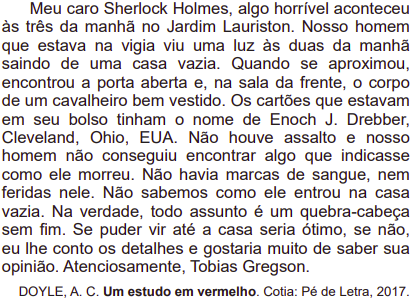 Meu caro Sherlock Holmes, algo horrível aconteceu
às três da manhã no Jardim Lauriston. Nosso homem
que estava na vigia viu uma luz às duas da manhã
saindo de uma casa vazia. Quando se aproximou,
encontrou a porta aberta e, na sala da frente, o corpo
de um cavalheiro bem vestido. Os cartões que estavam
em seu bolso tinham o nome de Enoch J. Drebber,
Cleveland, Ohio, EUA. Não houve assalto e nosso
homem não conseguiu encontrar algo que indicasse
como ele morreu. Não havia marcas de sangue, nem
feridas nele. Não sabemos como ele entrou na casa
vazia. Na verdade, todo assunto é um quebra-cabeça
sem fim. Se puder vir até a casa seria ótimo, se não,
eu lhe conto os detalhes e gostaria muito de saber sua
opinião. Atenciosamente, Tobias Gregson.
DOYLE, A. C. Um estudo em vermelho. Cotia: Pé de Letra, 2017.